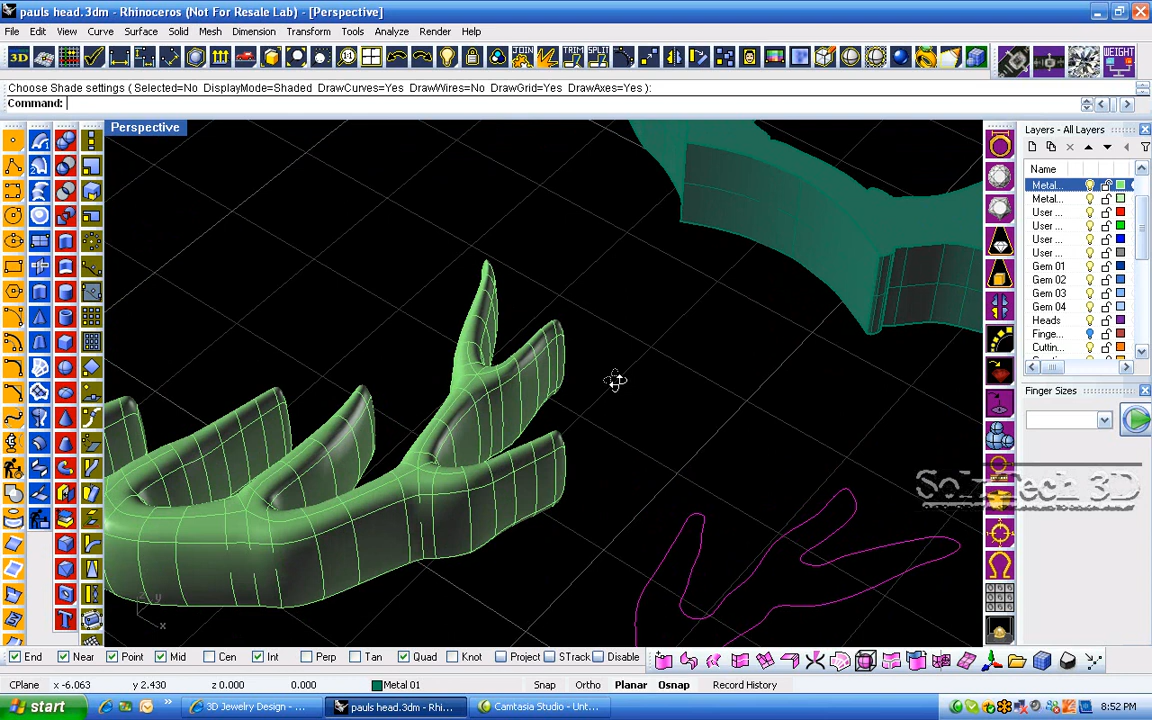 pauls head.3dm - Rhinoceros (Not For Resale Lab) - [Perspective]
File Edit View Curve Surface Solid Mesh Dimension Transform Tools Analyze Render Help
3D JOIN TRIM SPLIT WEIGHT
Choose Shade settings ( Selected=No DisplayMode=Shaded DrawCurves=Yes DrawWires=No DrawGrid=Yes DrawAxes=Yes ):
Command:
Perspective
Layers - All Layers
Name
Metal...
Metal...
User ...
User ...
User ...
User ...
Gem 01
Gem 02
Gem 03
Gem 04
Heads
Finge...
Cuttin...
Finger Sizes
T
z y
x
End Near Point Mid Cen Int Perp Tan Quad Knot Project STrack Disable
CPlane x -6.063 y 2.430 z 0.000 0.000 Metal 01 Snap Ortho Planar Osnap Record History
start 3D Jewelry Design - ... pauls head.3dm - Rhi... Camtasia Studio - Unt... 8:52 PM